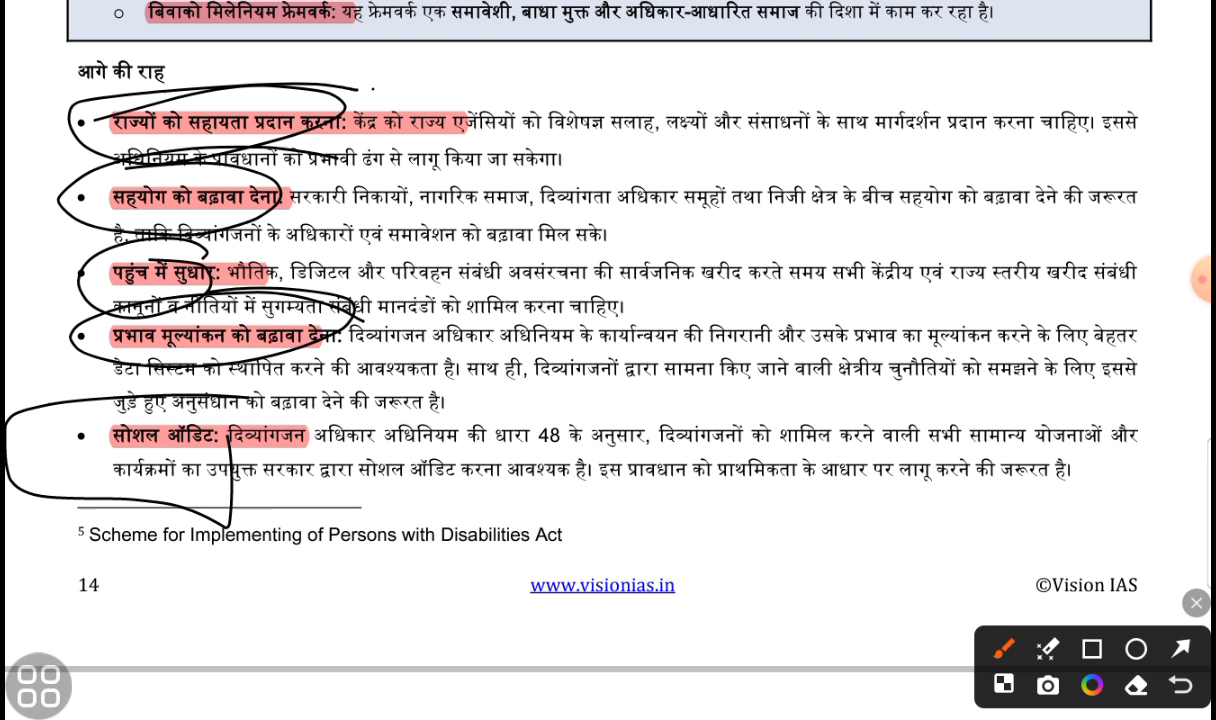 ○ बिवाको मिलेनियम फ्रेमवर्क: यह फ्रेमवर्क एक समावेशी, बाधा मुक्त और अधिकार-आधारित समाज की दिशा में काम कर रहा है।
आगे की राह
• राज्यों को सहायता प्रदान करना: केंद्र को राज्य एजेंसियों को विशेषज्ञ सलाह, लक्ष्यों और संसाधनों के साथ मार्गदर्शन प्रदान करना चाहिए। इससे
अधिनियम के प्रावधानों को प्रभावी ढंग से लागू किया जा सकेगा।
• सहयोग को बढ़ावा देना: सरकारी निकायों, नागरिक समाज, दिव्यांगता अधिकार समूहों तथा निजी क्षेत्र के बीच सहयोग को बढ़ावा देने की जरूरत
है, ताकि दिव्यांगजनों के अधिकारों एवं समावेशन को बढ़ावा मिल सके।
• पहुंच में सुधार: भौतिक, डिजिटल और परिवहन संबंधी अवसंरचना की सार्वजनिक खरीद करते समय सभी केंद्रीय एवं राज्य स्तरीय खरीद संबंधी
कानूनों व नीतियों में सुगम्यता संबंधी मानदंडों को शामिल करना चाहिए।
• प्रभाव मूल्यांकन को बढ़ावा देना: दिव्यांगजन अधिकार अधिनियम के कार्यान्वयन की निगरानी और उसके प्रभाव का मूल्यांकन करने के लिए बेहतर
डेटा सिस्टम को स्थापित करने की आवश्यकता है। साथ ही, दिव्यांगजनों द्वारा सामना किए जाने वाली क्षेत्रीय चुनौतियों को समझने के लिए इससे
जुड़े हुए अनुसंधान को बढ़ावा देने की जरूरत है।
• सोशल ऑडिट: दिव्यांगजन अधिकार अधिनियम की धारा 48 के अनुसार, दिव्यांगजनों को शामिल करने वाली सभी सामान्य योजनाओं और
कार्यक्रमों का उपयुक्त सरकार द्वारा सोशल ऑडिट करना आवश्यक है। इस प्रावधान को प्राथमिकता के आधार पर लागू करने की जरूरत है।
5 Scheme for Implementing of Persons with Disabilities Act
14 www.visionias.in ©Vision IAS